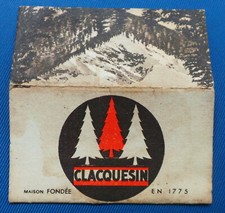 CLACQUESIN
MAISON FONDÉE EN 1775